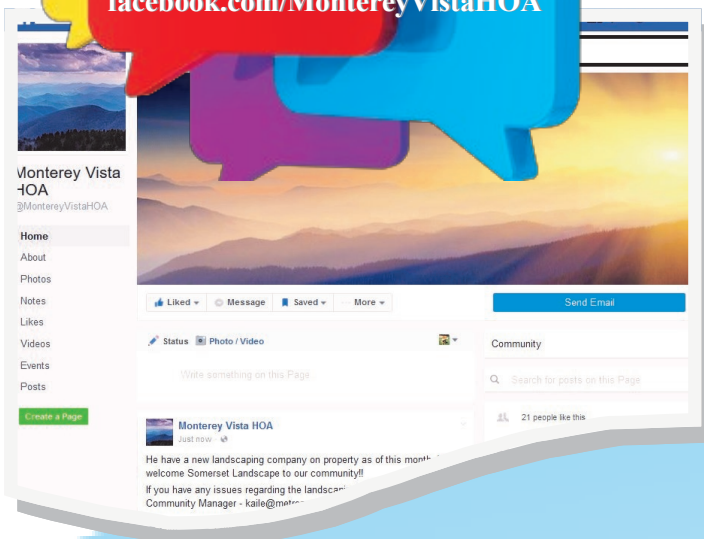 facebook.com/MontereyVistaHOA
Monterey Vista
HOA
@MontereyVistaHOA
Home
About
Photos
Notes
Likes
Videos
Events
Posts
Create a Page
Liked Message Saved More
Send Email
Status Photo / Video
Write something on this Page
Community
Search for posts on this Page
21 people like this
Monterey Vista HOA
Just now
He have a new landscaping company on property as of this month
welcome Somerset Landscape to our community!!
If you have any issues regarding the
Community Manager -